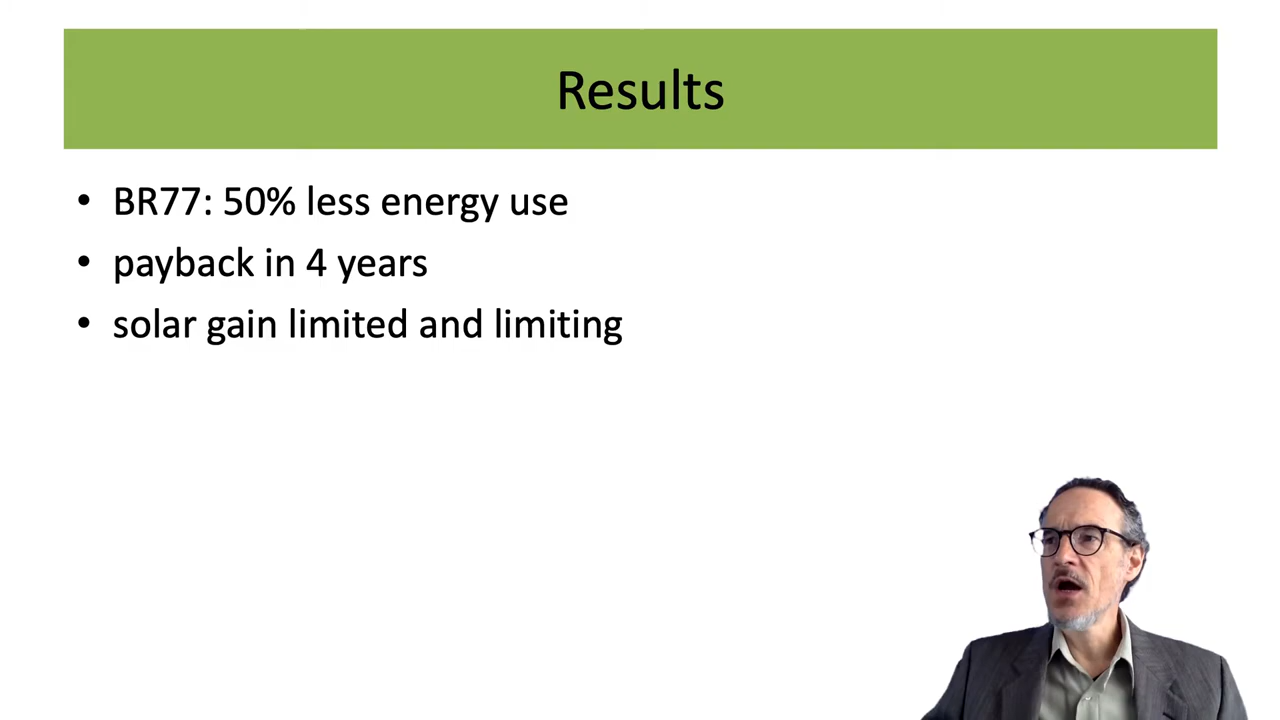 Results
• BR77: 50% less energy use
• payback in 4 years
• solar gain limited and limiting